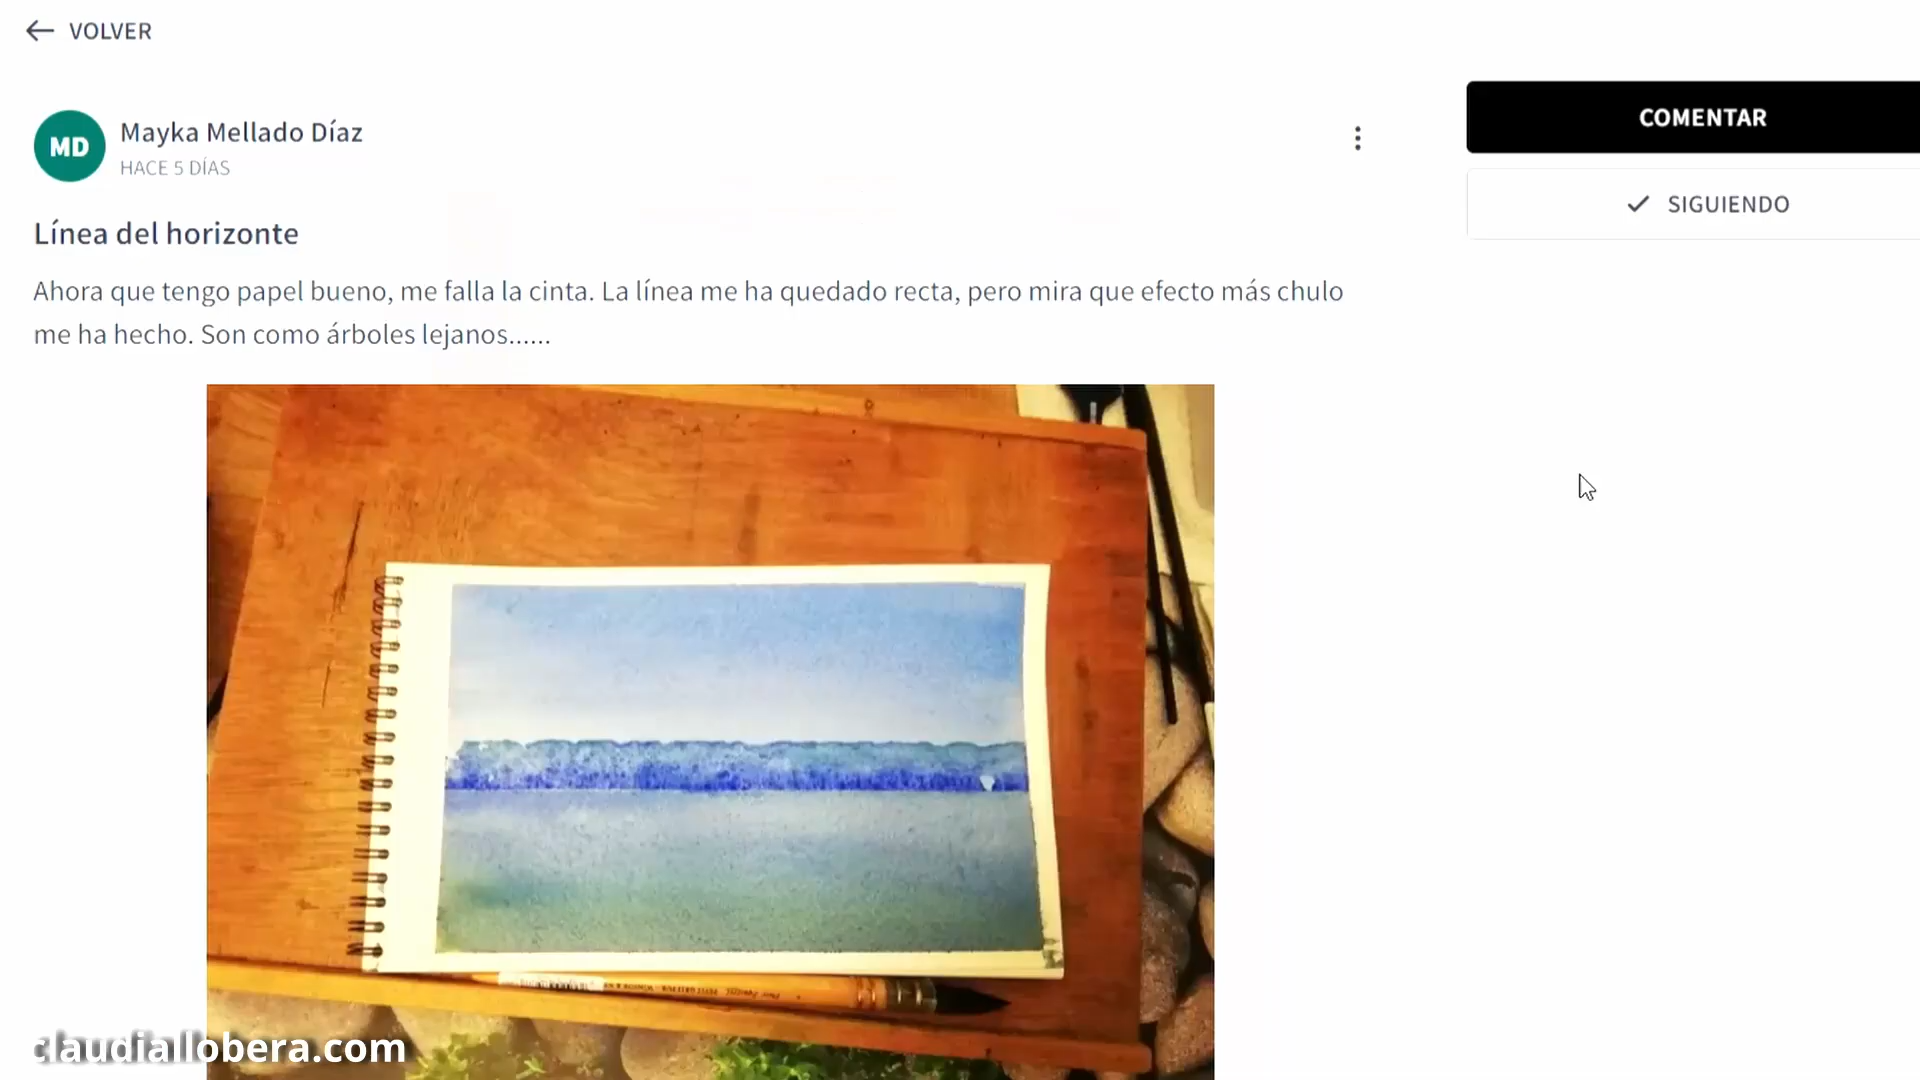 VOLVER
COMENTAR
MD
Mayka Mellado Díaz
HACE 5 DÍAS
SIGUIENDO
Línea del horizonte
Ahora que tengo papel bueno, me falla la cinta. La línea me ha quedado recta, pero mira que efecto más chulo
me ha hecho. Son como árboles lejanos......
claudiallobera.com